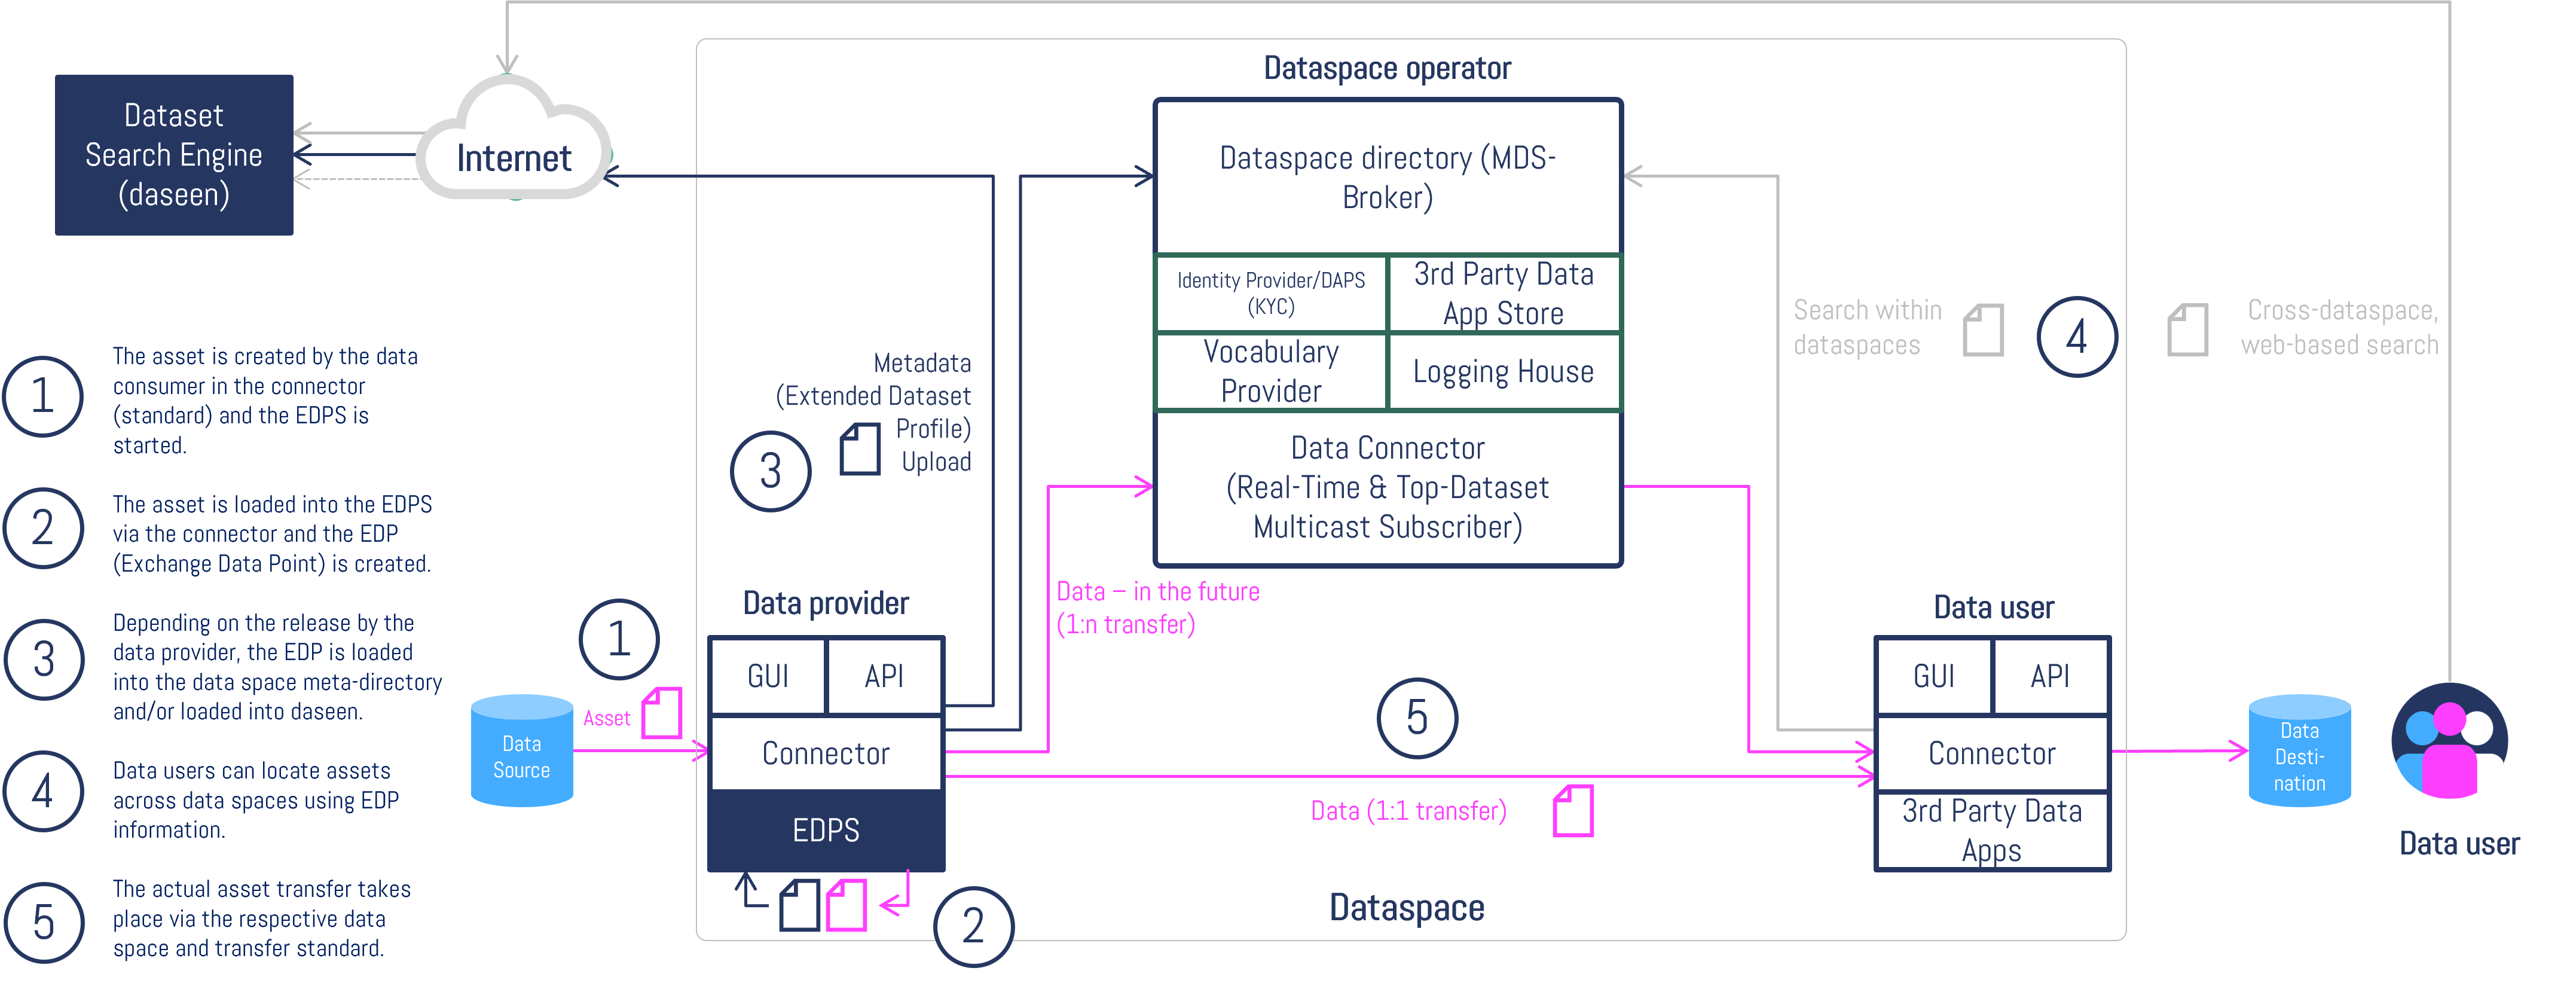 Dataset
Search Engine
(daseen)
Internet
Dataspace operator
Dataspace directory (MDS-
Broker)
Identity Provider/DAPS
(KYC)
3rd Party Data
App Store
Vocabulary
Provider
Logging House
Data Connector
(Real-Time & Top-Dataset
Multicast Subscriber)
Search within
dataspaces
4
Cross-dataspace,
web-based search
1
The asset is created by the data
consumer in the connector
(standard) and the EDPS is
started.
2
The asset is loaded into the EDPS
via the connector and the EDP
(Exchange Data Point) is created.
3
Depending on the release by the
data provider, the EDP is loaded
into the data space meta-directory
and/or loaded into daseen.
4
Data users can locate assets
across data spaces using EDP
information.
5
The actual asset transfer takes
place via the respective data
space and transfer standard.
3
Metadata
(Extended Dataset
Profile)
Upload
Data – in the future
(1:n transfer)
1
Asset
Data
Source
Data provider
GUI
API
Connector
EDPS
2
5
Data (1:1 transfer)
Dataspace
Data user
GUI
API
Connector
3rd Party Data
Apps
Data
Desti-
nation
Data user